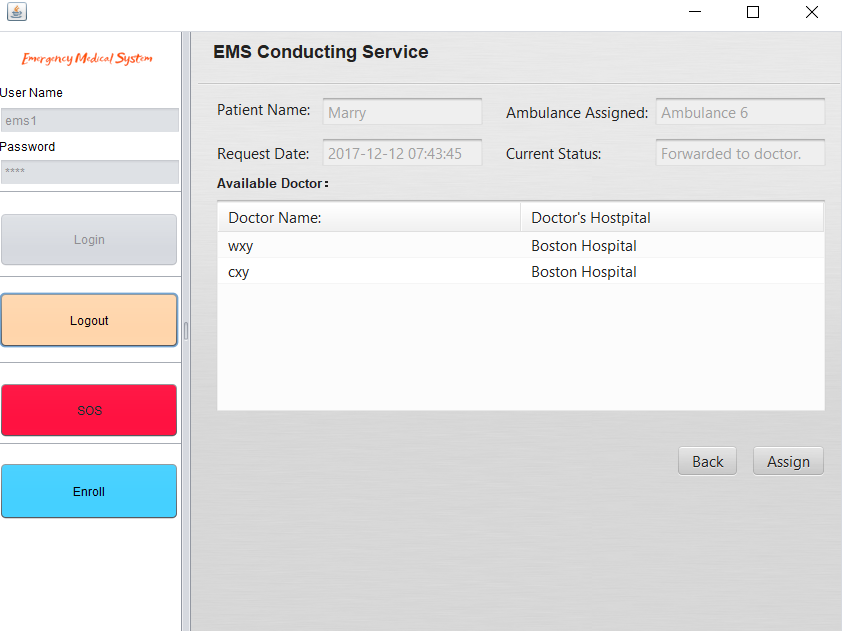 Emergency Medical System
User Name
ems1
Password
****
Login
Logout
SOS
Enroll
EMS Conducting Service
Patient Name: Marry Ambulance Assigned: Ambulance 6
Request Date: 2017-12-12 07:43:45 Current Status: Forwarded to doctor.
Available Doctor:
Doctor Name: Doctor's Hostpital
wxy Boston Hospital
cxy Boston Hospital
Back Assign